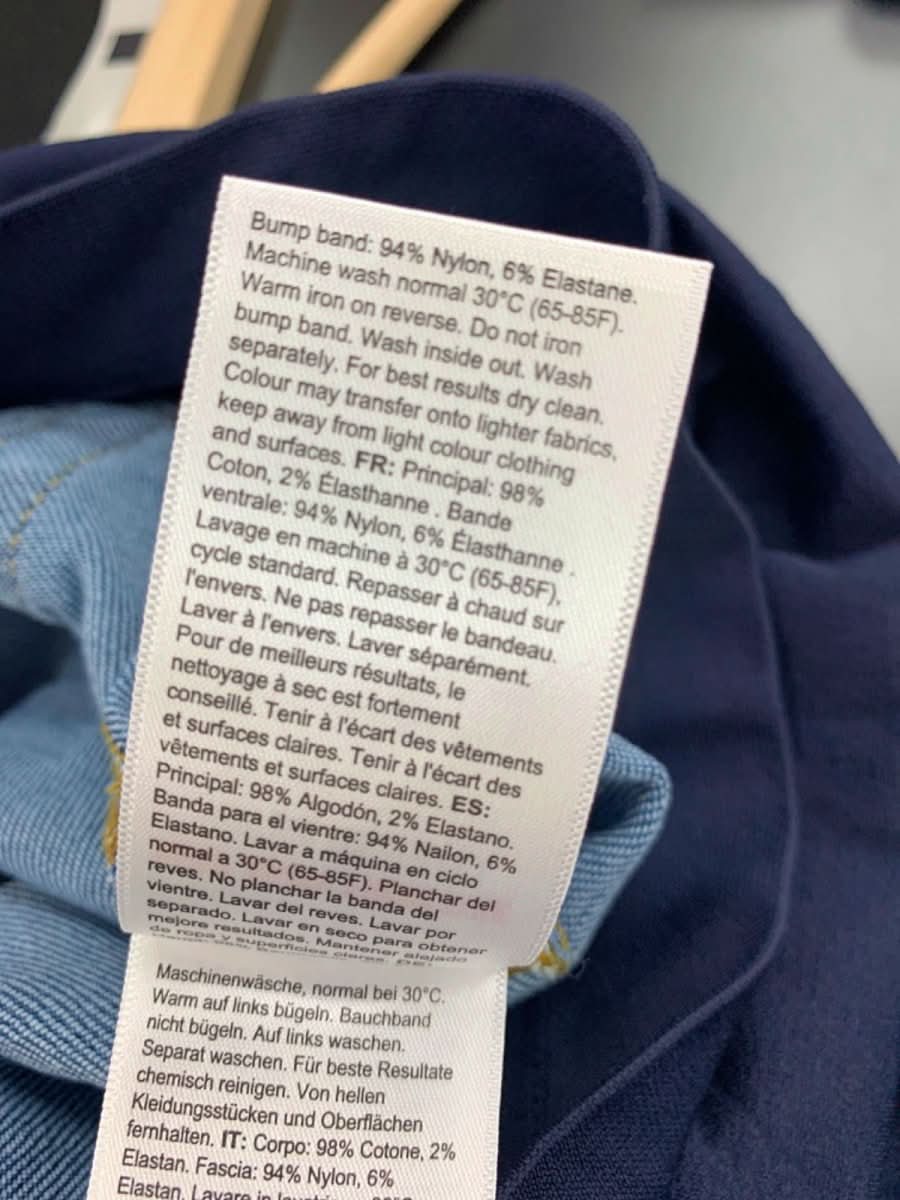 Bump band: 94% Nylon, 6% Elastane.
Machine wash normal 30°C (65-85F).
Warm iron on reverse. Do not iron
bump band. Wash inside out. Wash
separately. For best results dry clean.
Colour may transfer onto lighter fabrics,
keep away from light colour clothing
and surfaces. FR: Principal: 98%
Coton, 2% Élasthanne . Bande
ventrale: 94% Nylon, 6% Élasthanne .
Lavage en machine à 30°C (65-85F),
cycle standard. Repasser à chaud sur
l'envers. Ne pas repasser le bandeau.
Laver à l'envers. Laver séparément.
Pour de meilleurs résultats, le
nettoyage à sec est fortement
conseillé. Tenir à l'écart des vêtements
et surfaces claires. Tenir à l'écart des
vêtements et surfaces claires. ES:
Principal: 98% Algodón, 2% Elastano.
Banda para el vientre: 94% Nailon, 6%
Elastano. Lavar a máquina en ciclo
normal a 30°C (65-85F). Planchar del
reves. No planchar la banda del
vientre. Lavar del reves. Lavar por
separado. Lavar en seco para obtener
mejore resultados. Mantener alejado
de ropa y superficies claras. DE:
Maschinenwäsche, normal bei 30°C.
Warm auf links bügeln. Bauchband
nicht bügeln. Auf links waschen.
Separat waschen. Für beste Resultate
chemisch reinigen. Von hellen
Kleidungsstücken und Oberflächen
fernhalten. IT: Corpo: 98% Cotone, 2%
Elastan. Fascia: 94% Nylon, 6%
Elastan. Lavare in